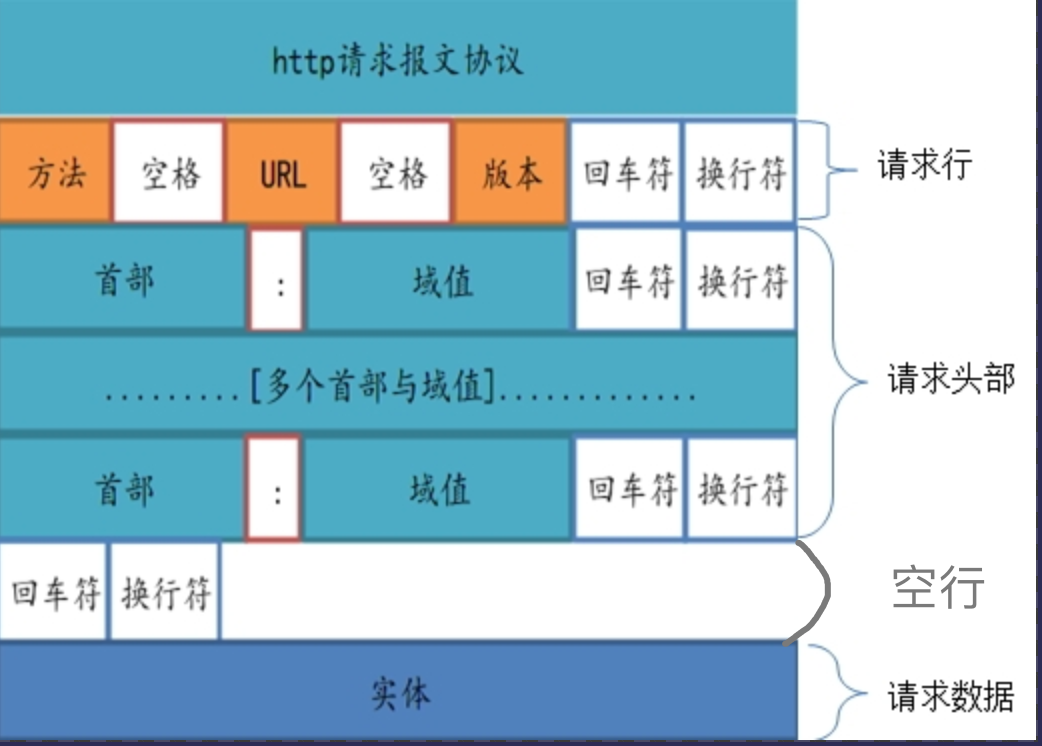 http请求报文协议
方法 空格 URL 空格 版本 回车符 换行符 请求行
首部 : 域值 回车符 换行符
.........[多个首部与域值]............. 请求头部
首部 : 域值 回车符 换行符
回车符 换行符 空行
实体 请求数据